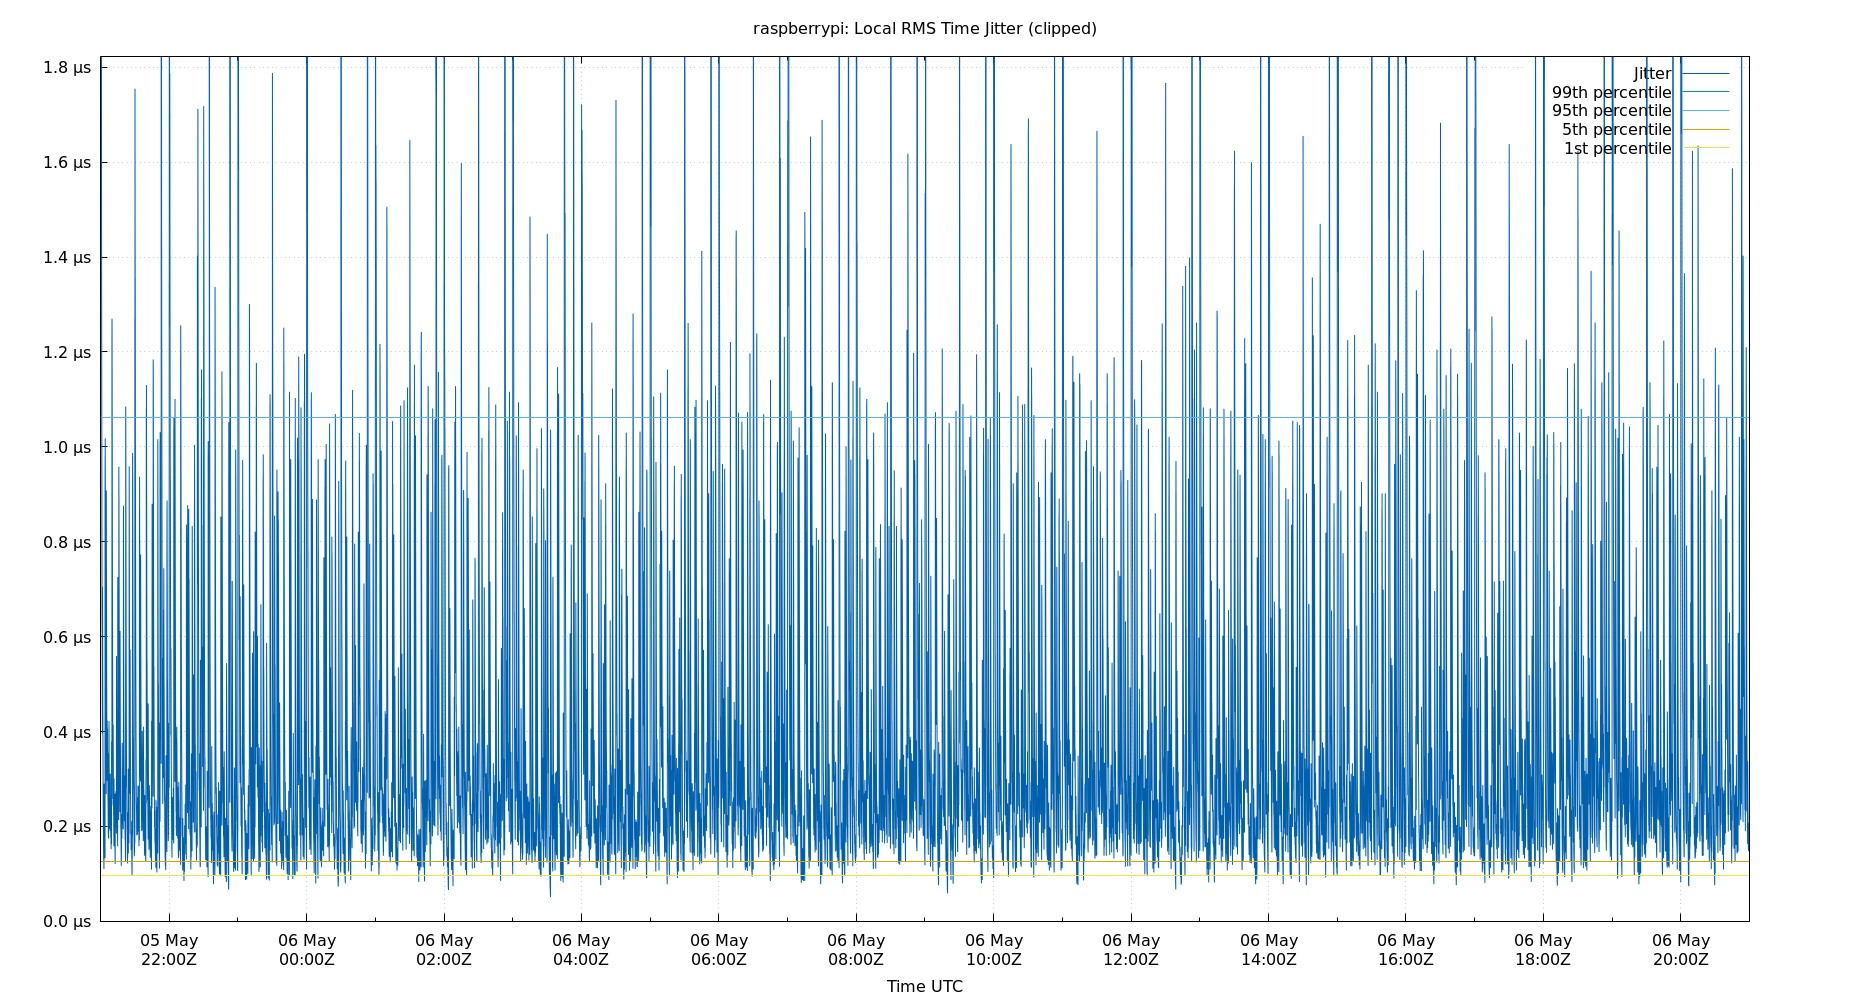 raspberrypi: Local RMS Time Jitter (clipped)
1.8 µs
1.6 µs
1.4 µs
1.2 µs
1.0 µs
0.8 µs
0.6 µs
0.4 µs
0.2 µs
0.0 µs
Jitter
99th percentile
95th percentile
5th percentile
1st percentile
05 May 06 May 06 May 06 May 06 May 06 May 06 May 06 May 06 May 06 May 06 May 06 May
22:00Z 00:00Z 02:00Z 04:00Z 06:00Z 08:00Z 10:00Z 12:00Z 14:00Z 16:00Z 18:00Z 20:00Z
Time UTC